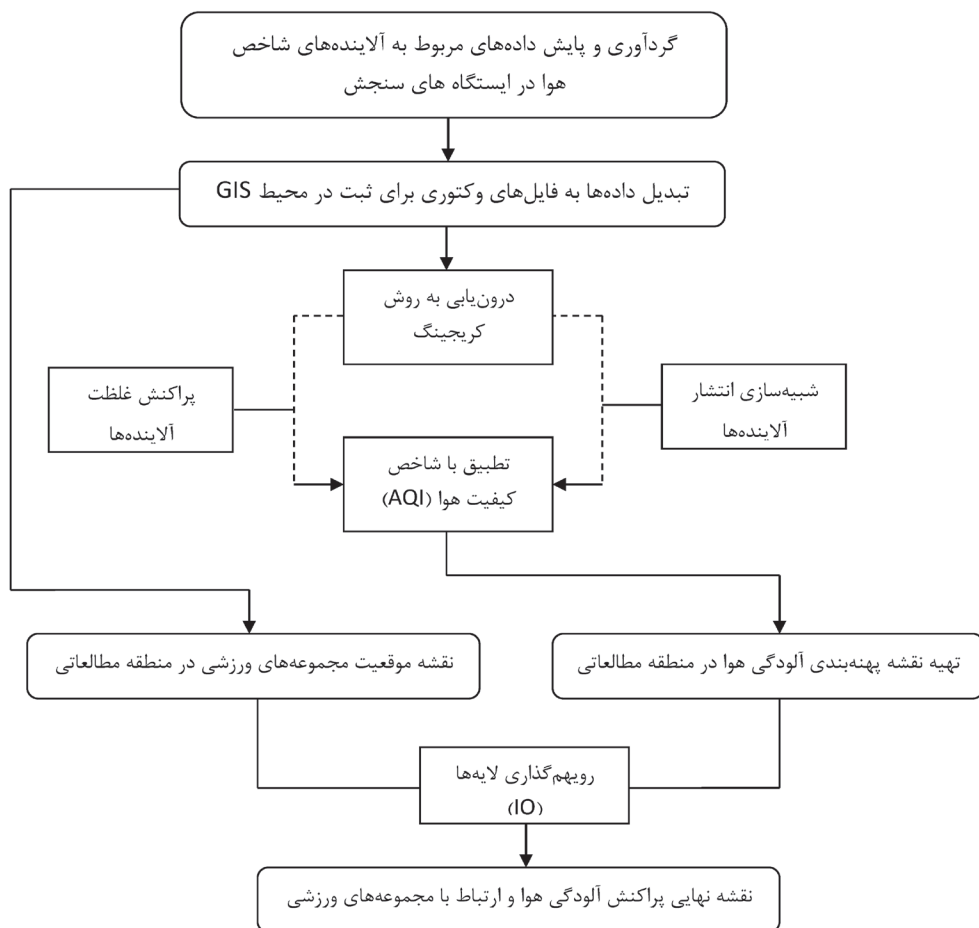 گردآوری و پایش داده‌های مربوط به آلاینده‌های شاخص
هوا در ایستگاه های سنجش
تبدیل داده‌ها به فایل‌های وکتوری برای ثبت در محیط GIS
درون‌یابی به روش
کریجینگ
پراکنش غلظت
آلاینده‌ها
شبیه‌سازی انتشار
آلاینده‌ها
تطبیق با شاخص
کیفیت هوا (AQI)
نقشه موقعیت مجموعه‌های ورزشی در منطقه مطالعاتی
تهیه نقشه پهنه‌بندی آلودگی هوا در منطقه مطالعاتی
رویهم‌گذاری لایه‌ها
(IO)
نقشه نهایی پراکنش آلودگی هوا و ارتباط با مجموعه‌های ورزشی